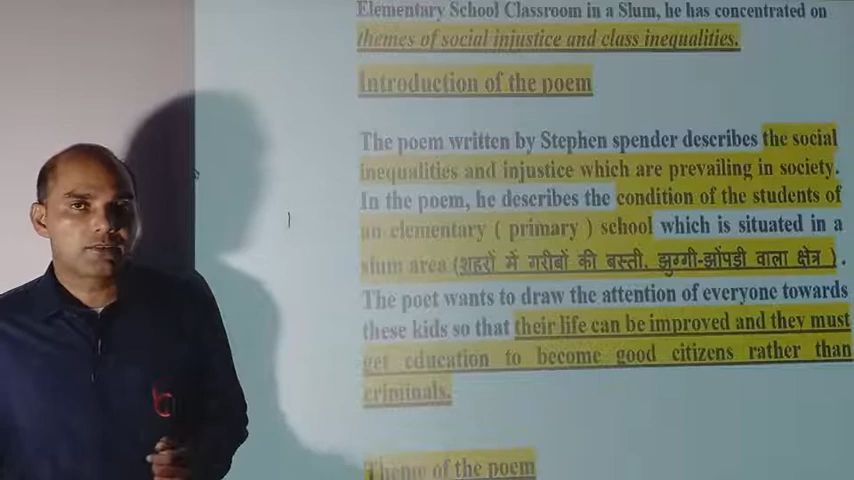 Elementary School Classroom in a Slum, he has concentrated on
themes of social injustice and class inequalities.
Introduction of the poem
The poem written by Stephen spender describes the social
inequalities and injustice which are prevailing in society.
In the poem, he describes the condition of the students of
an elementary ( primary ) school which is situated in a
slum area (शहरों में गरीबों की बस्ती. झुग्गी-झोंपडी वाला क्षेत्र ).
The poet wants to draw the attention of everyone towards
these kids so that their life can be improved and they must
get education to become good citizens rather than
criminals.
Theme of the poem